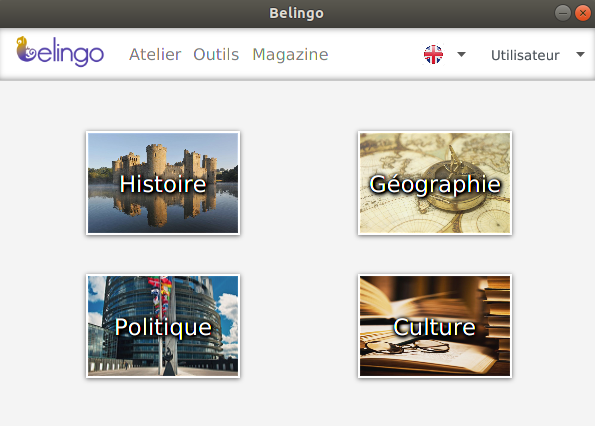 Belingo
belingo Atelier Outils Magazine Utilisateur
Histoire Géographie
Politique Culture